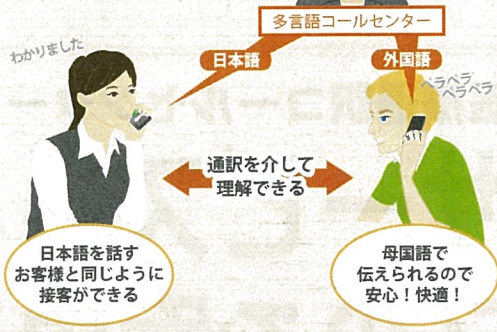 多言語コールセンター
日本語
外国語
わかりました
ペラペラ
ペラペラ
通訳を介して
理解できる
日本語を話す
お客様と同じように
接客ができる
母国語で
伝えられるので
安心！快適！